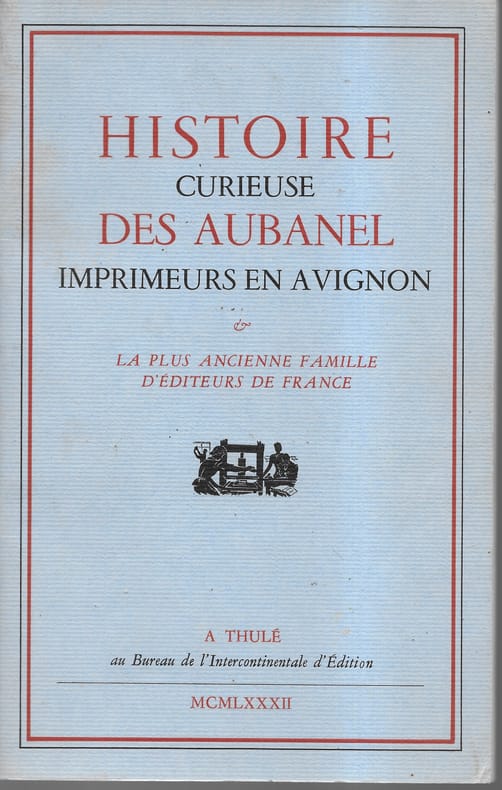 HISTOIRE
CURIEUSE
DES AUBANEL
IMPRIMEURS EN AVIGNON
&
LA PLUS ANCIENNE FAMILLE
D'ÉDITEURS DE FRANCE
A THULÉ
au Bureau de l'Intercontinentale d'Édition
MCMLXXXII